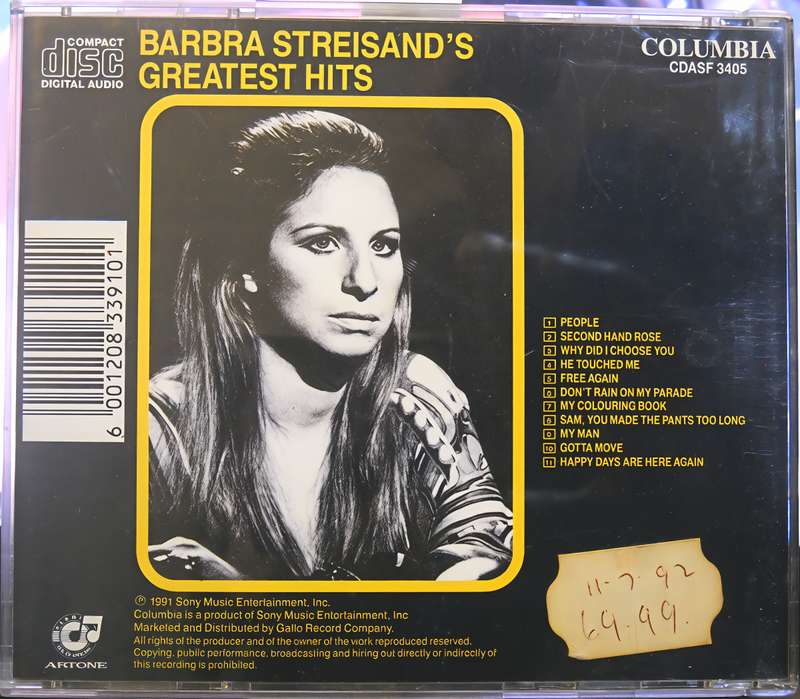 COMPACT
disc
DIGITAL AUDIO
BARBRA STREISAND'S
GREATEST HITS
COLUMBIA
CDASF 3405
6 001208 339101
1 PEOPLE
2 SECOND HAND ROSE
3 WHY DID I CHOOSE YOU
4 HE TOUCHED ME
5 FREE AGAIN
6 DON'T RAIN ON MY PARADE
7 MY COLOURING BOOK
8 SAM, YOU MADE THE PANTS TOO LONG
9 MY MAN
10 GOTTA MOVE
11 HAPPY DAYS ARE HERE AGAIN
℗ 1991 Sony Music Entertainment, Inc.
Columbia is a product of Sony Music Entortainment, Inc
Marketed and Distributed by Gallo Record Company.
All rights of the producer and of the owner of the work reproduced reserved.
Copying, public performance, broadcasting and hiring out directly or indirectly of
this recording is prohibited.
ARTONE
11-7-92
69.99.